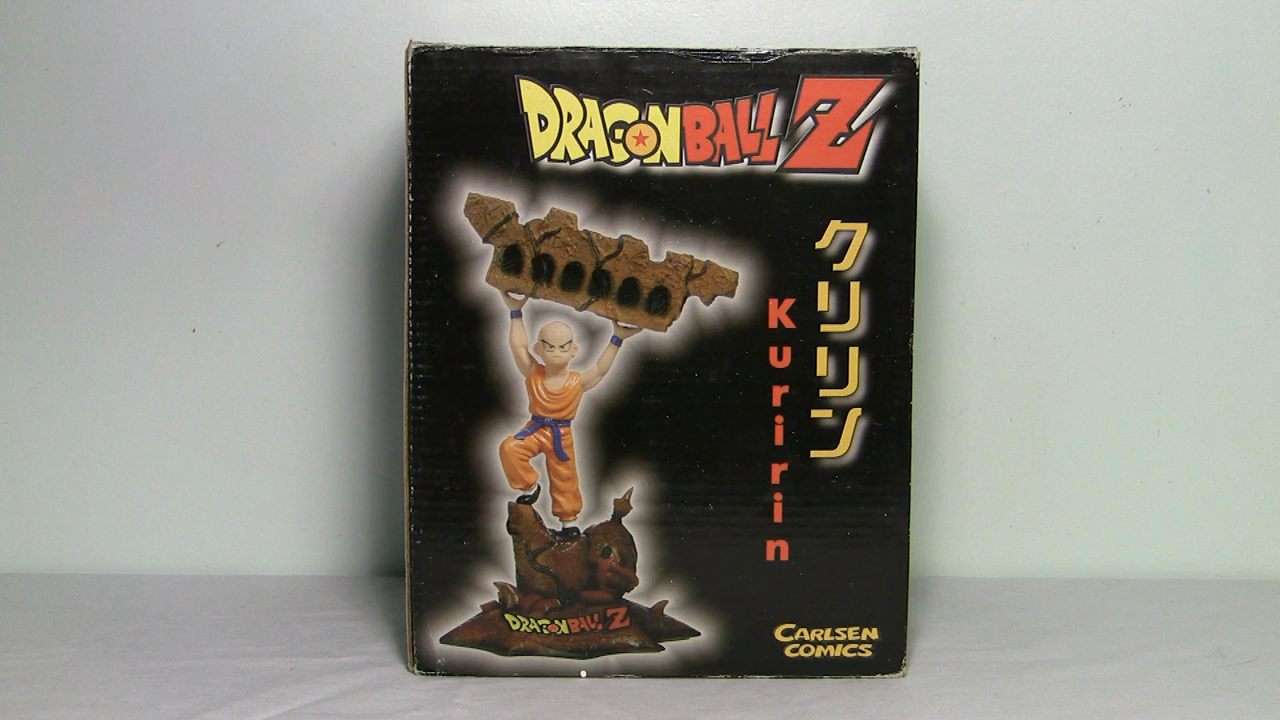 DRAGONBALL Z
クリリン
Kuririn
DRAGONBALL Z
CARLSEN
COMICS